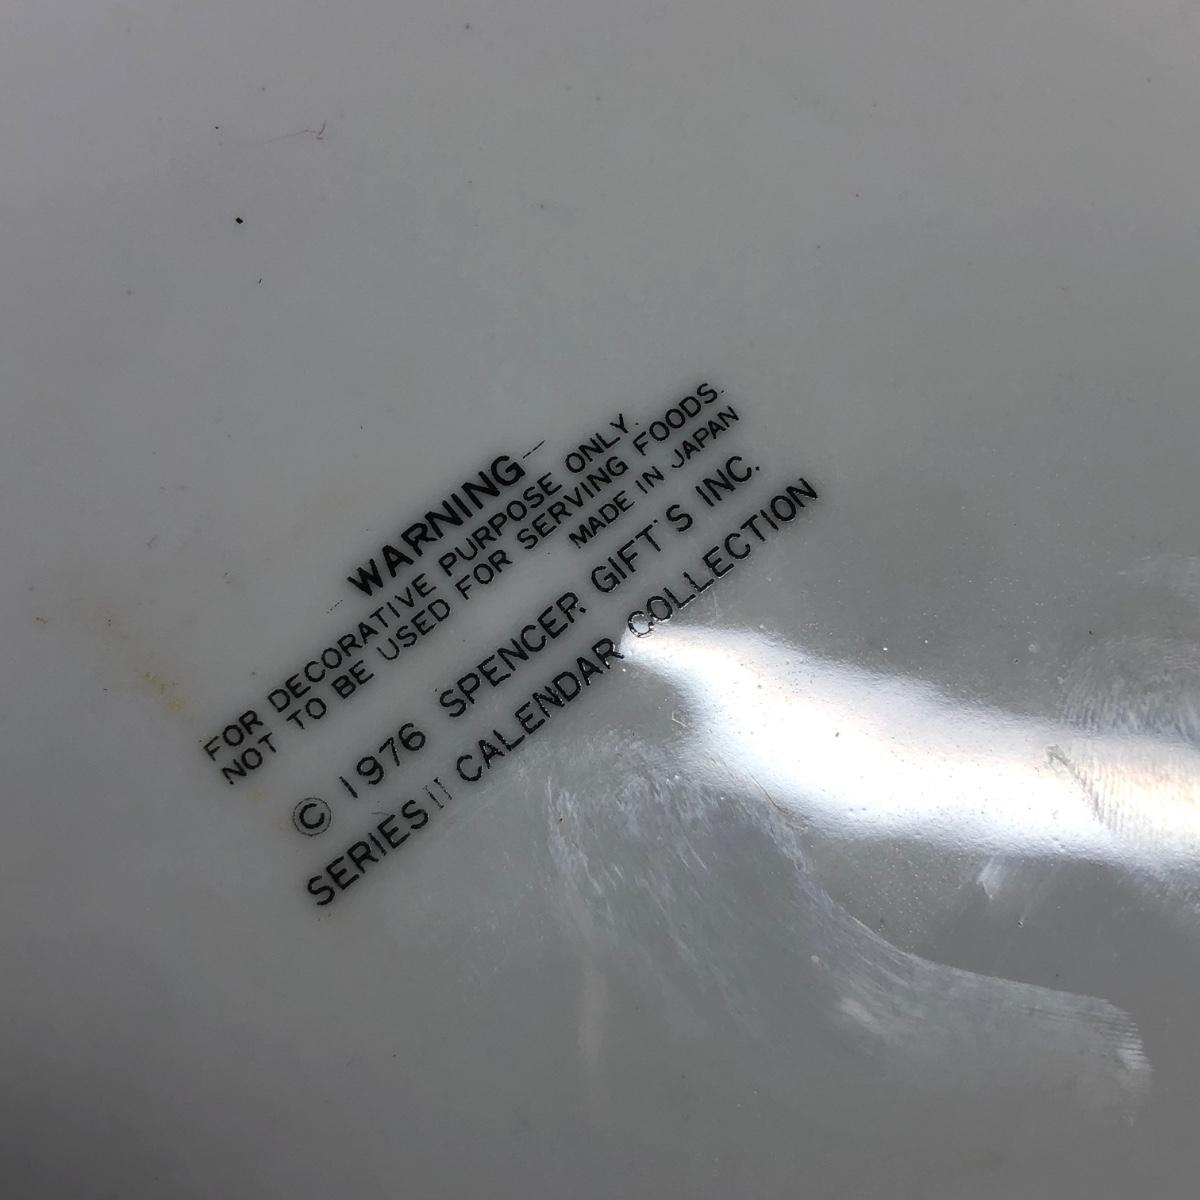 WARNING
FOR DECORATIVE PURPOSE ONLY.
NOT TO BE USED FOR SERVING FOODS.
MADE IN JAPAN
© 1976 SPENCER GIFT'S INC.
SERIES II CALENDAR COLLECTION